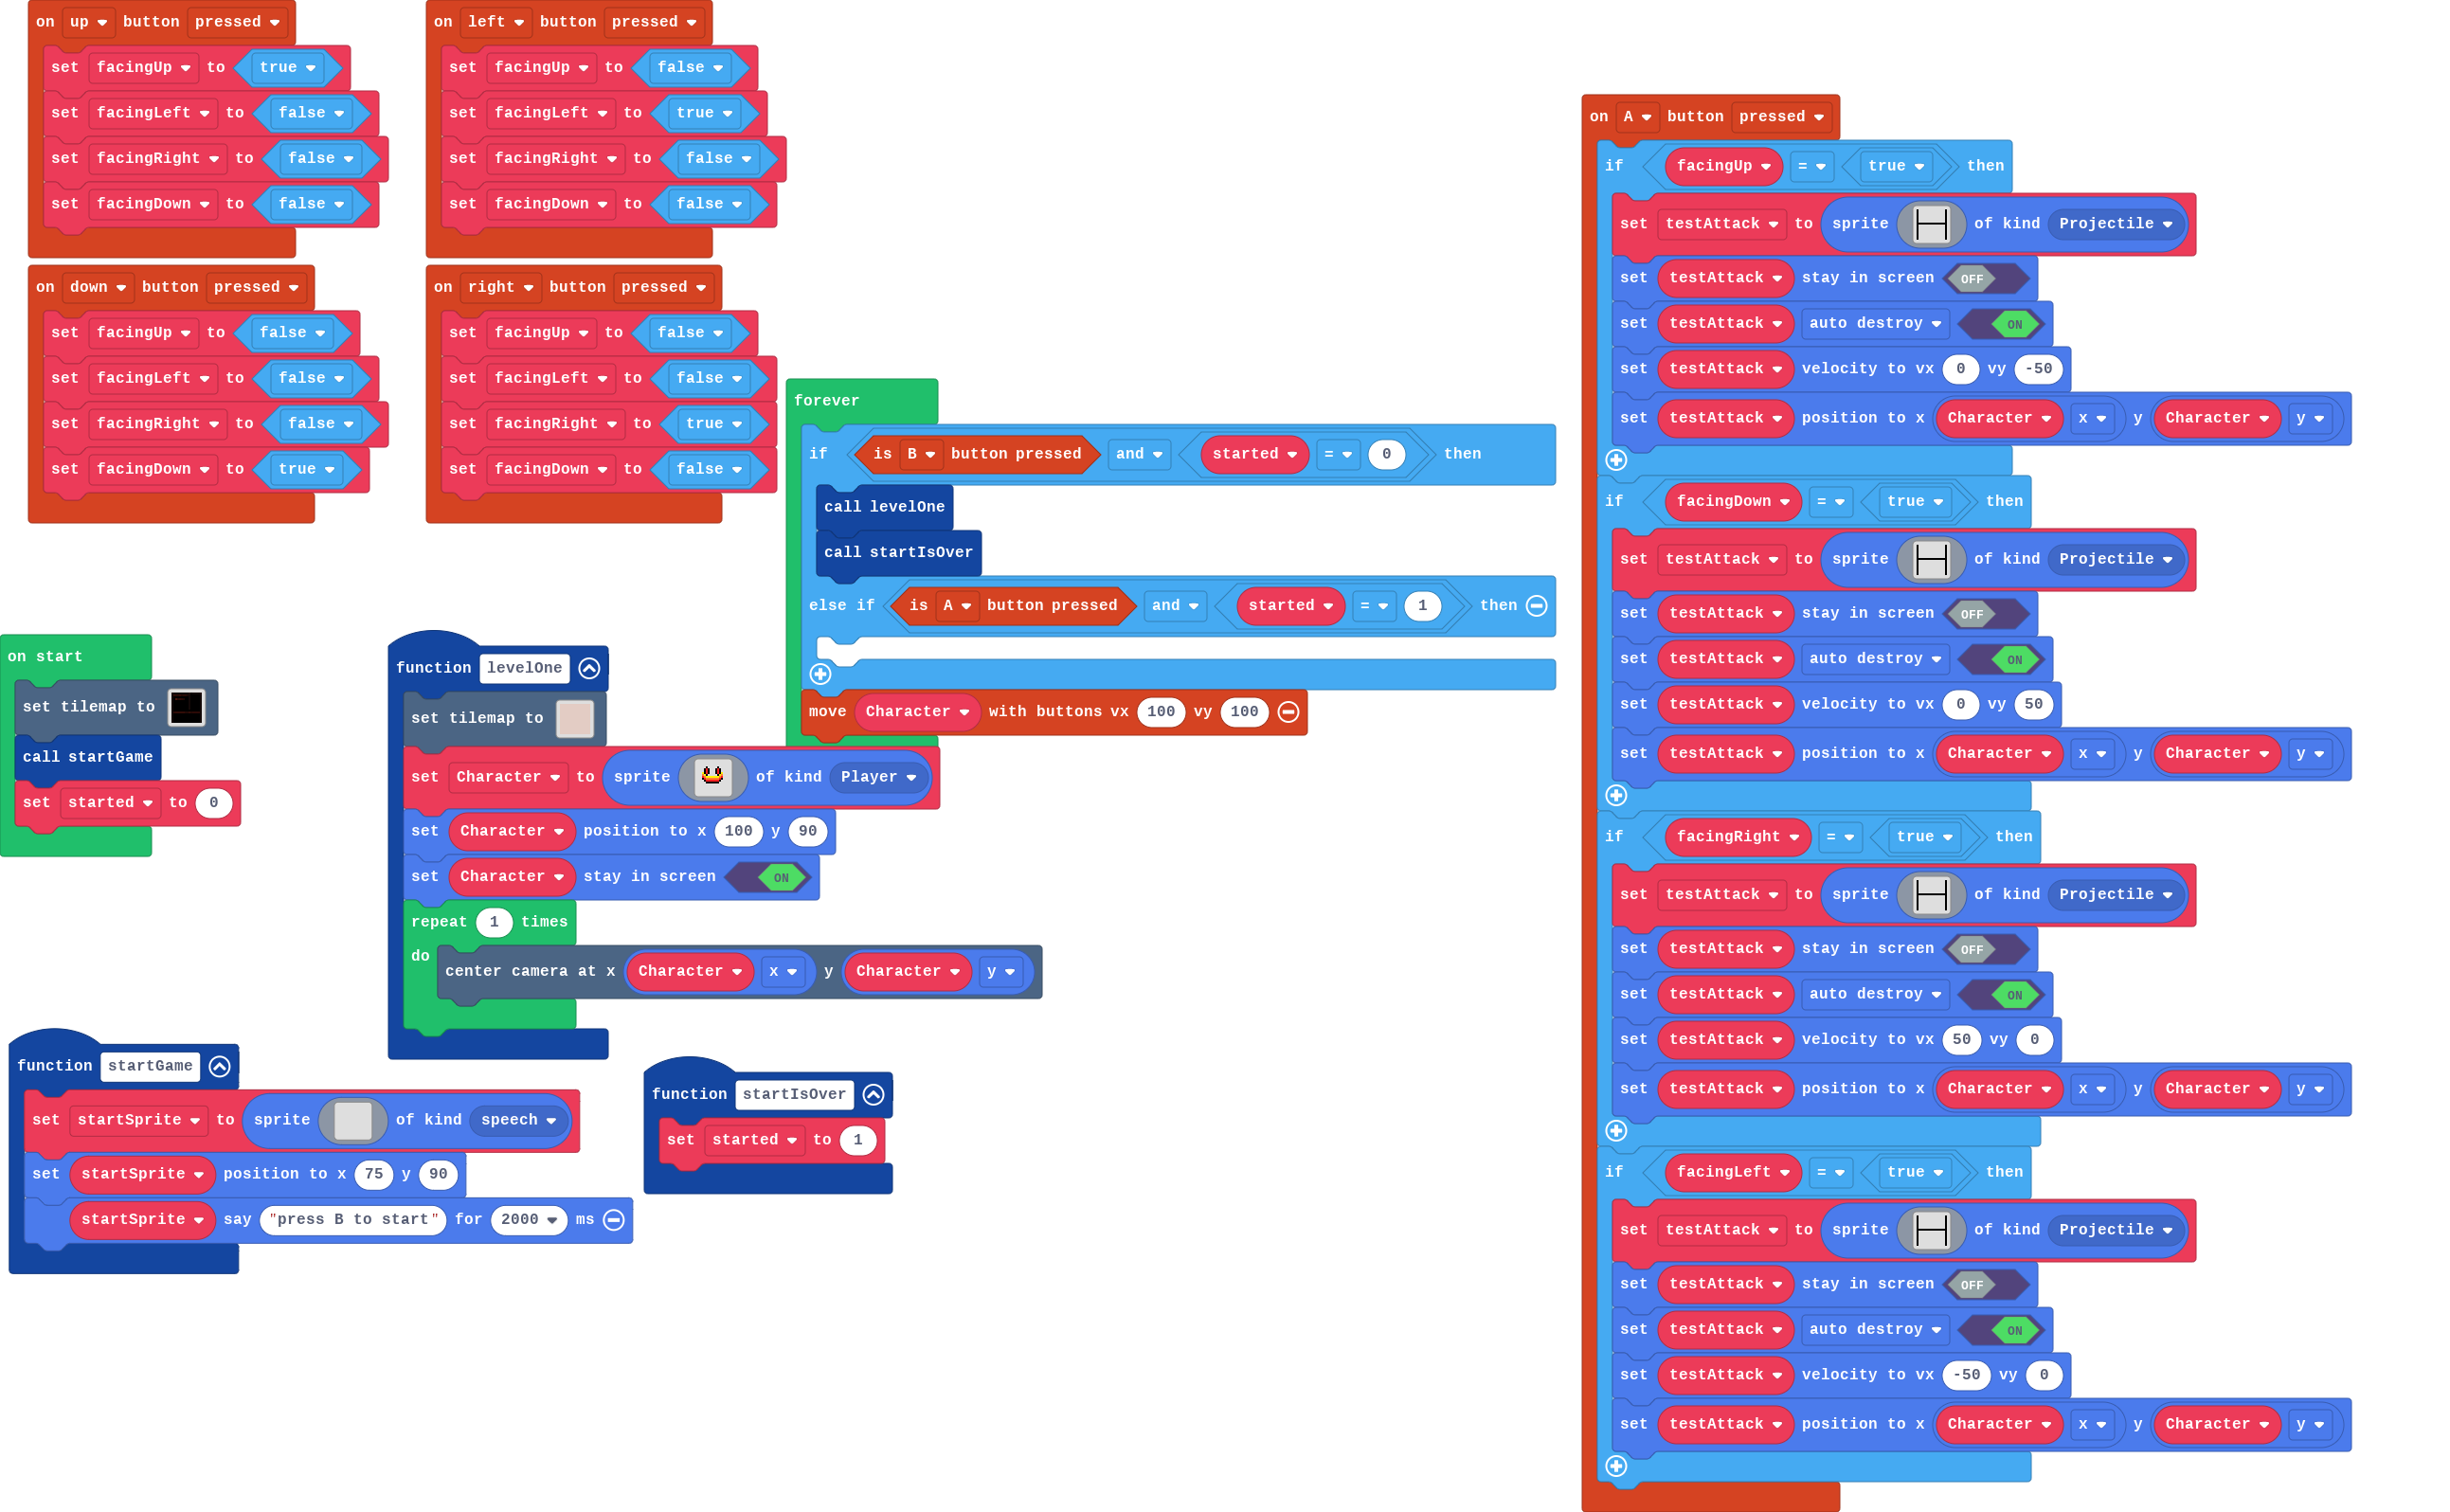 on up button pressed
set facingUp to true
set facingLeft to false
set facingRight to false
set facingDown to false
on left button pressed
set facingUp to false
set facingLeft to true
set facingRight to false
set facingDown to false
on down button pressed
set facingUp to false
set facingLeft to false
set facingRight to false
set facingDown to true
on right button pressed
set facingUp to false
set facingLeft to false
set facingRight to true
set facingDown to false
forever
if is B button pressed and started = 0 then
call levelOne
call startIsOver
else if is A button pressed and started = 1 then
move Character with buttons vx 100 vy 100
on start
set tilemap to
call startGame
set started to 0
function levelOne
set tilemap to
set Character to sprite of kind Player
set Character position to x 100 y 90
set Character stay in screen ON
repeat 1 times
do center camera at x Character x y Character y
function startGame
set startSprite to sprite of kind speech
set startSprite position to x 75 y 90
startSprite say "press B to start" for 2000 ms
function startIsOver
set started to 1
on A button pressed
if facingUp = true then
set testAttack to sprite of kind Projectile
set testAttack stay in screen OFF
set testAttack auto destroy ON
set testAttack velocity to vx 0 vy -50
set testAttack position to x Character x y Character y
if facingDown = true then
set testAttack to sprite of kind Projectile
set testAttack stay in screen OFF
set testAttack auto destroy ON
set testAttack velocity to vx 0 vy 50
set testAttack position to x Character x y Character y
if facingRight = true then
set testAttack to sprite of kind Projectile
set testAttack stay in screen OFF
set testAttack auto destroy ON
set testAttack velocity to vx 50 vy 0
set testAttack position to x Character x y Character y
if facingLeft = true then
set testAttack to sprite of kind Projectile
set testAttack stay in screen OFF
set testAttack auto destroy ON
set testAttack velocity to vx -50 vy 0
set testAttack position to x Character x y Character y